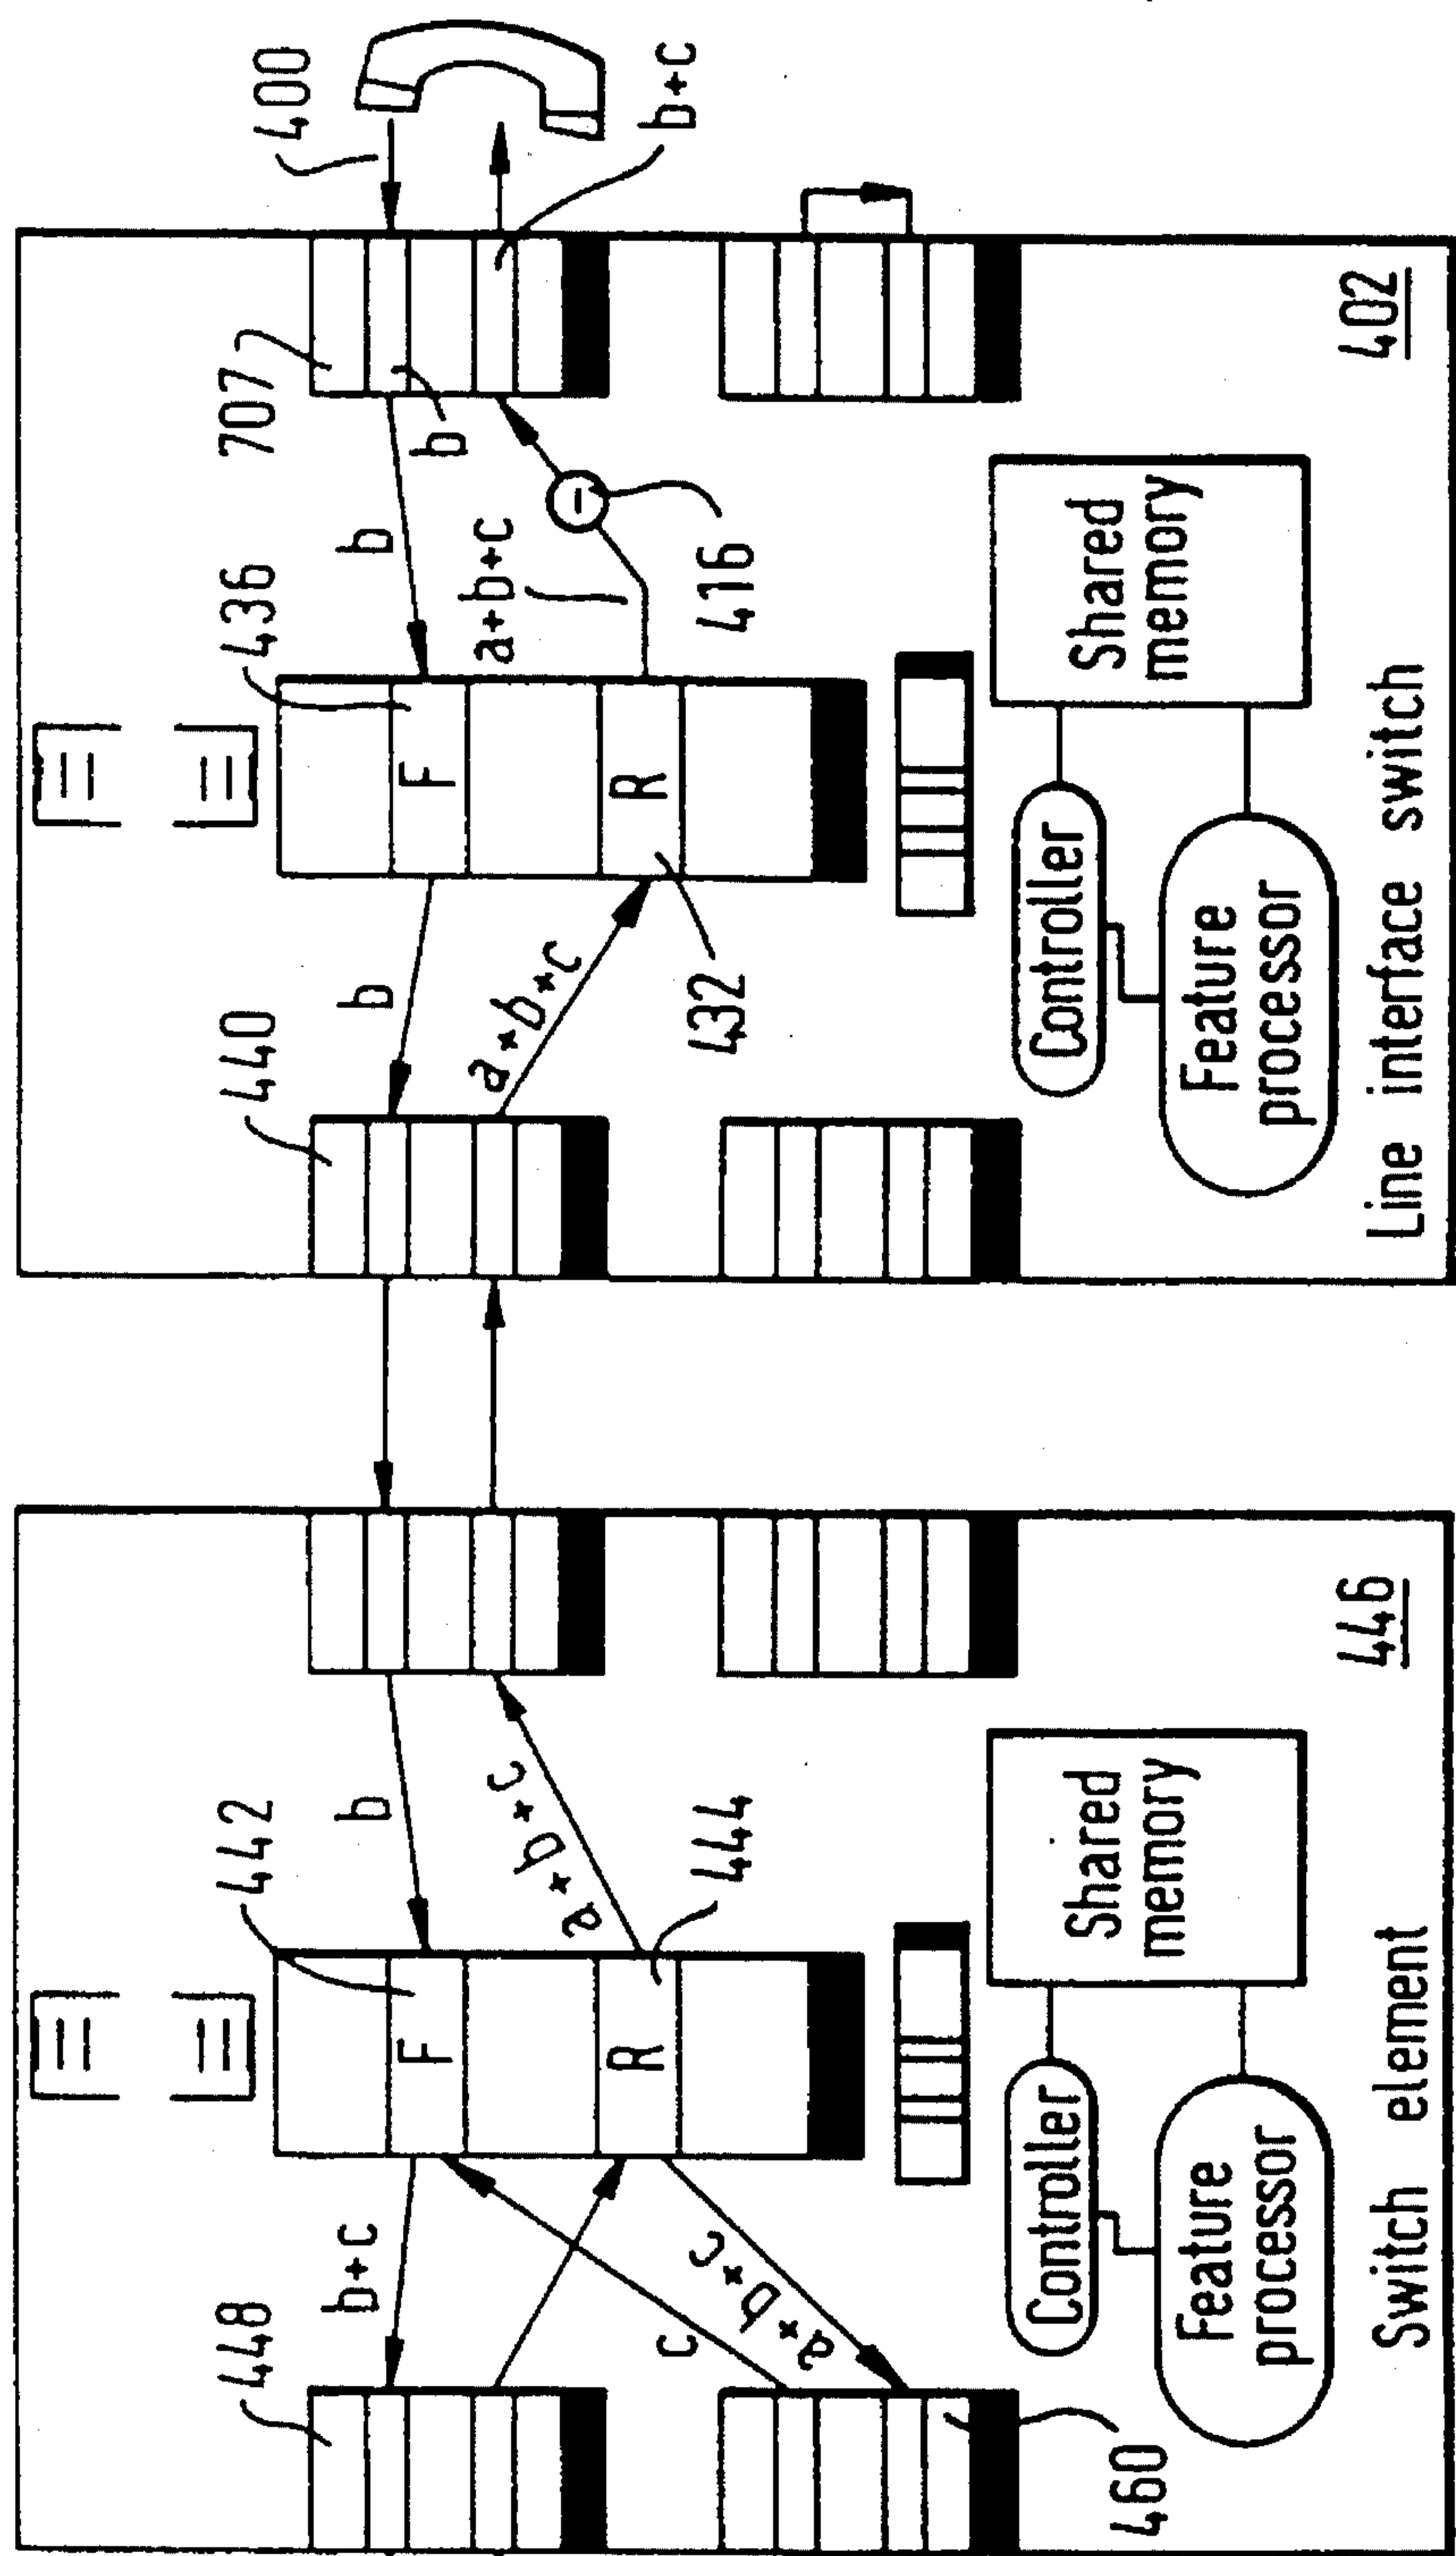 448
b+c
442
b
F
R
a+b+c
444
c
a+b+c
460
Controller
Feature
processor
Shared
memory
Switch element
446
440
b
a+b+c
432
436
F
R
b
a+b+c
416
707
b
400
b+c
Controller
Feature
processor
Shared
memory
Line interface switch
402